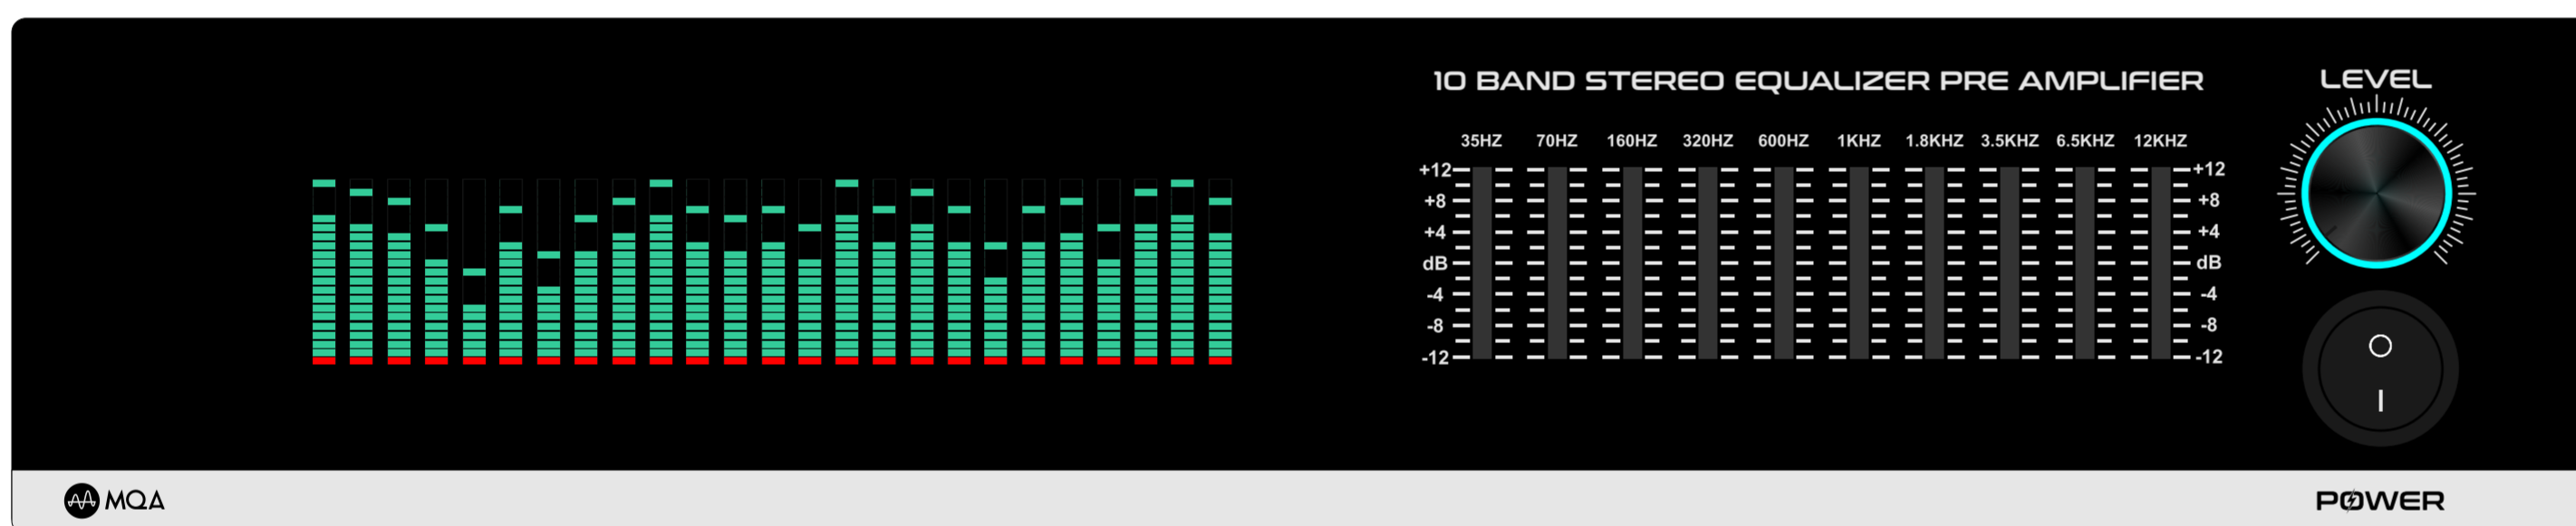 10 BAND STEREO EQUALIZER PRE AMPLIFIER
LEVEL
35HZ 70HZ 160HZ 320HZ 600HZ 1KHZ 1.8KHZ 3.5KHZ 6.5KHZ 12KHZ
+12 +12
+8 +8
+4 +4
dB dB
-4 -4
-8 -8
-12 -12
MQA
POWER